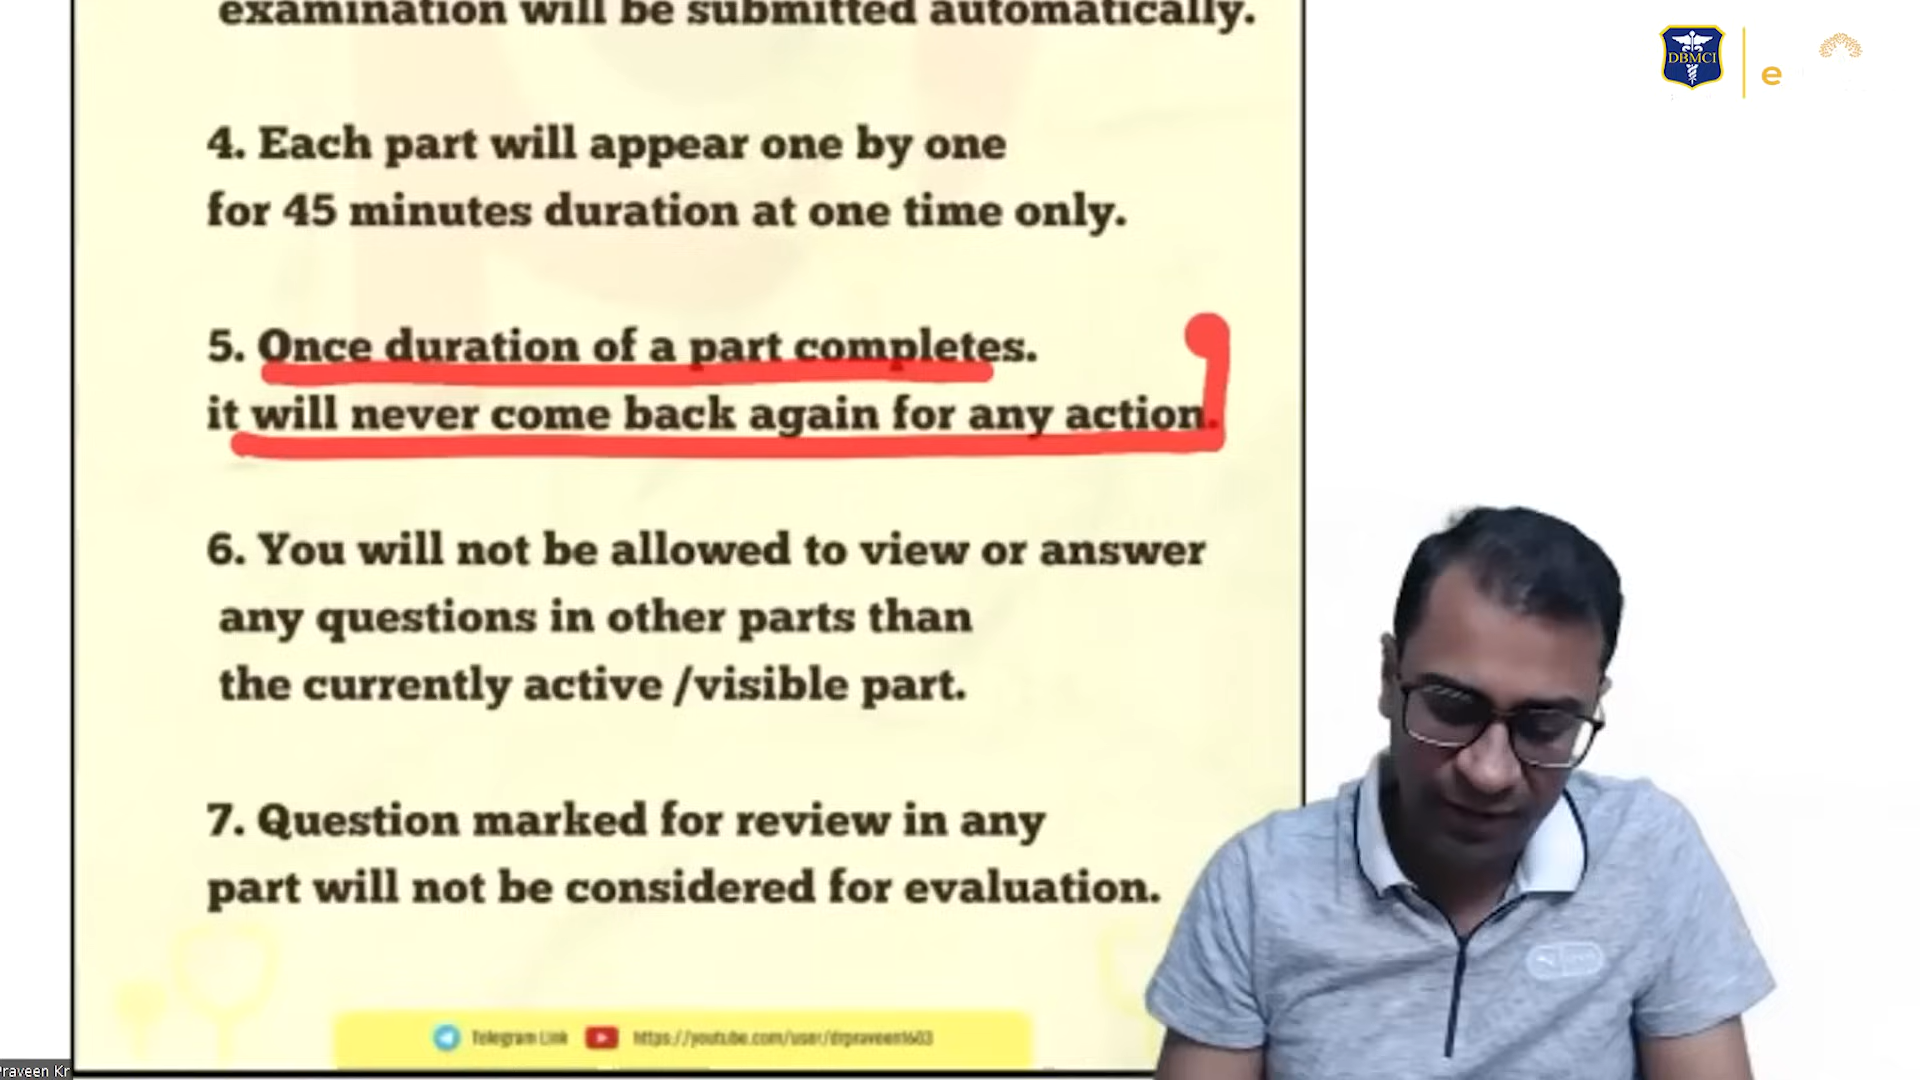 examination will be submitted automatically.
DBMCI
e
4. Each part will appear one by one
for 45 minutes duration at one time only.
5. Once duration of a part completes.
it will never come back again for any action.
6. You will not be allowed to view or answer
any questions in other parts than
the currently active /visible part.
7. Question marked for review in any
part will not be considered for evaluation.
Telegram Link
https://youtube.com/user/drpraveen1603
Praveen Kr